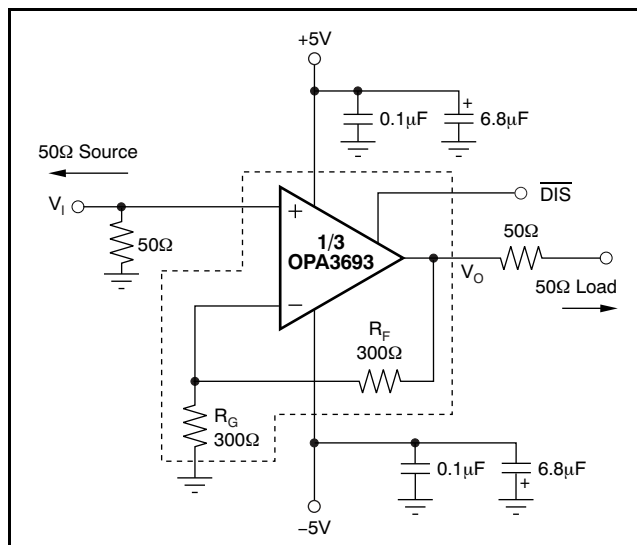 +5V
0.1μF
+
6.8μF
50Ω Source
V_I
50Ω
+
1/3
OPA3693
−
D̅I̅S̅
50Ω
V_O
50Ω Load
R_F
300Ω
R_G
300Ω
0.1μF
6.8μF
+
−5V